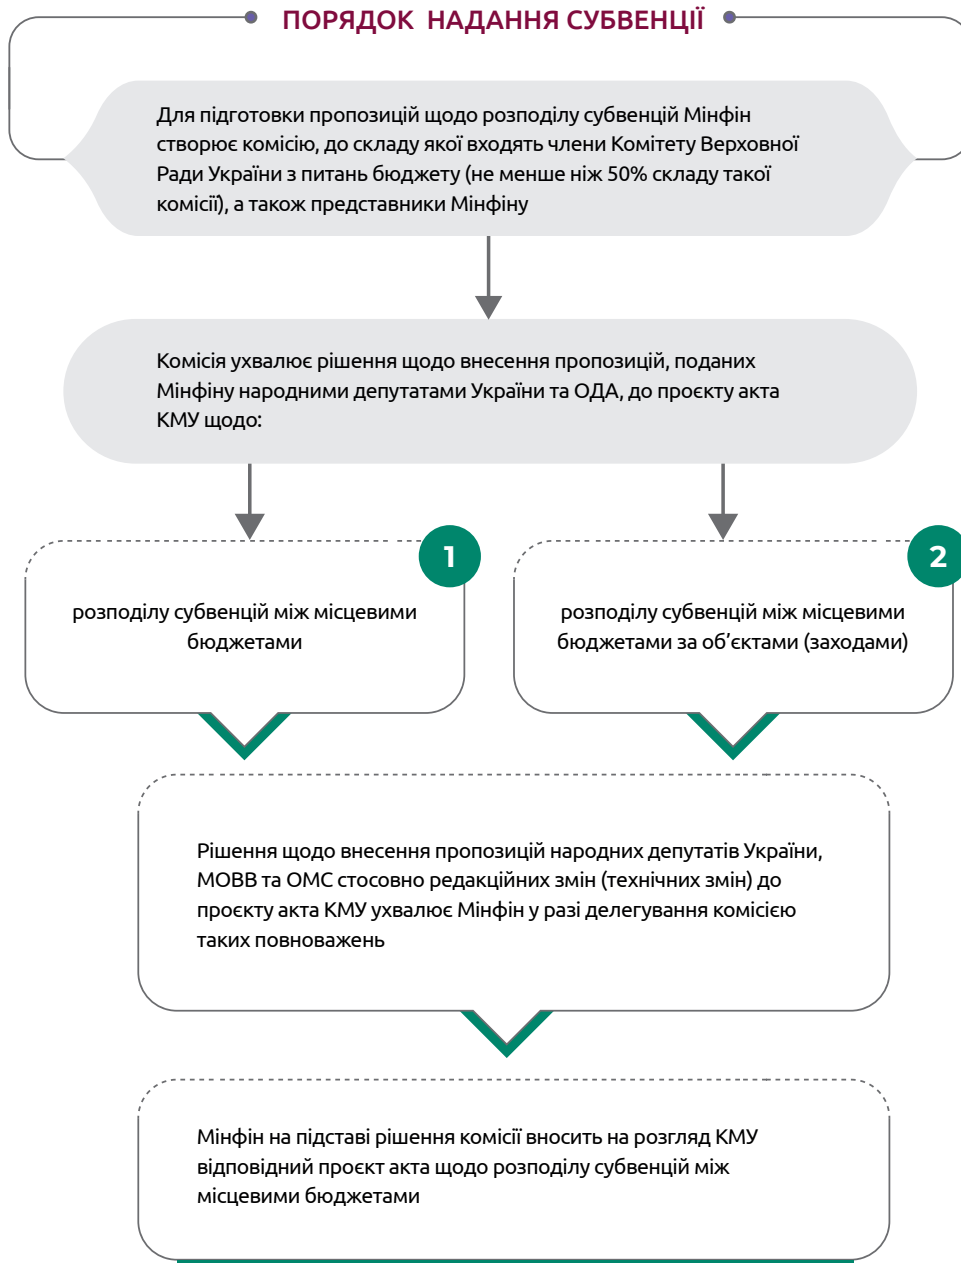 ПОРЯДОК НАДАННЯ СУБВЕНЦІЇ
Для підготовки пропозицій щодо розподілу субвенцій Мінфін
створює комісію, до складу якої входять члени Комітету Верховної
Ради України з питань бюджету (не менше ніж 50% складу такої
комісії), а також представники Мінфіну
Комісія ухвалює рішення щодо внесення пропозицій, поданих
Мінфіну народними депутатами України та ОДА, до проєкту акта
КМУ щодо:
1
розподілу субвенцій між місцевими
бюджетами
2
розподілу субвенцій між місцевими
бюджетами за об’єктами (заходами)
Рішення щодо внесення пропозицій народних депутатів України,
МОВВ та ОМС стосовно редакційних змін (технічних змін) до
проєкту акта КМУ ухвалює Мінфін у разі делегування комісією
таких повноважень
Мінфін на підставі рішення комісії вносить на розгляд КМУ
відповідний проєкт акта щодо розподілу субвенцій між
місцевими бюджетами